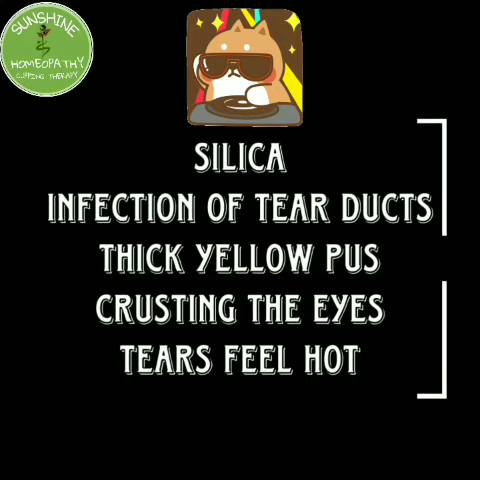 SUNSHINE
HOMEOPATHY
CUPPING THERAPY
SILICA
INFECTION OF TEAR DUCTS
THICK YELLOW PUS
CRUSTING THE EYES
TEARS FEEL HOT